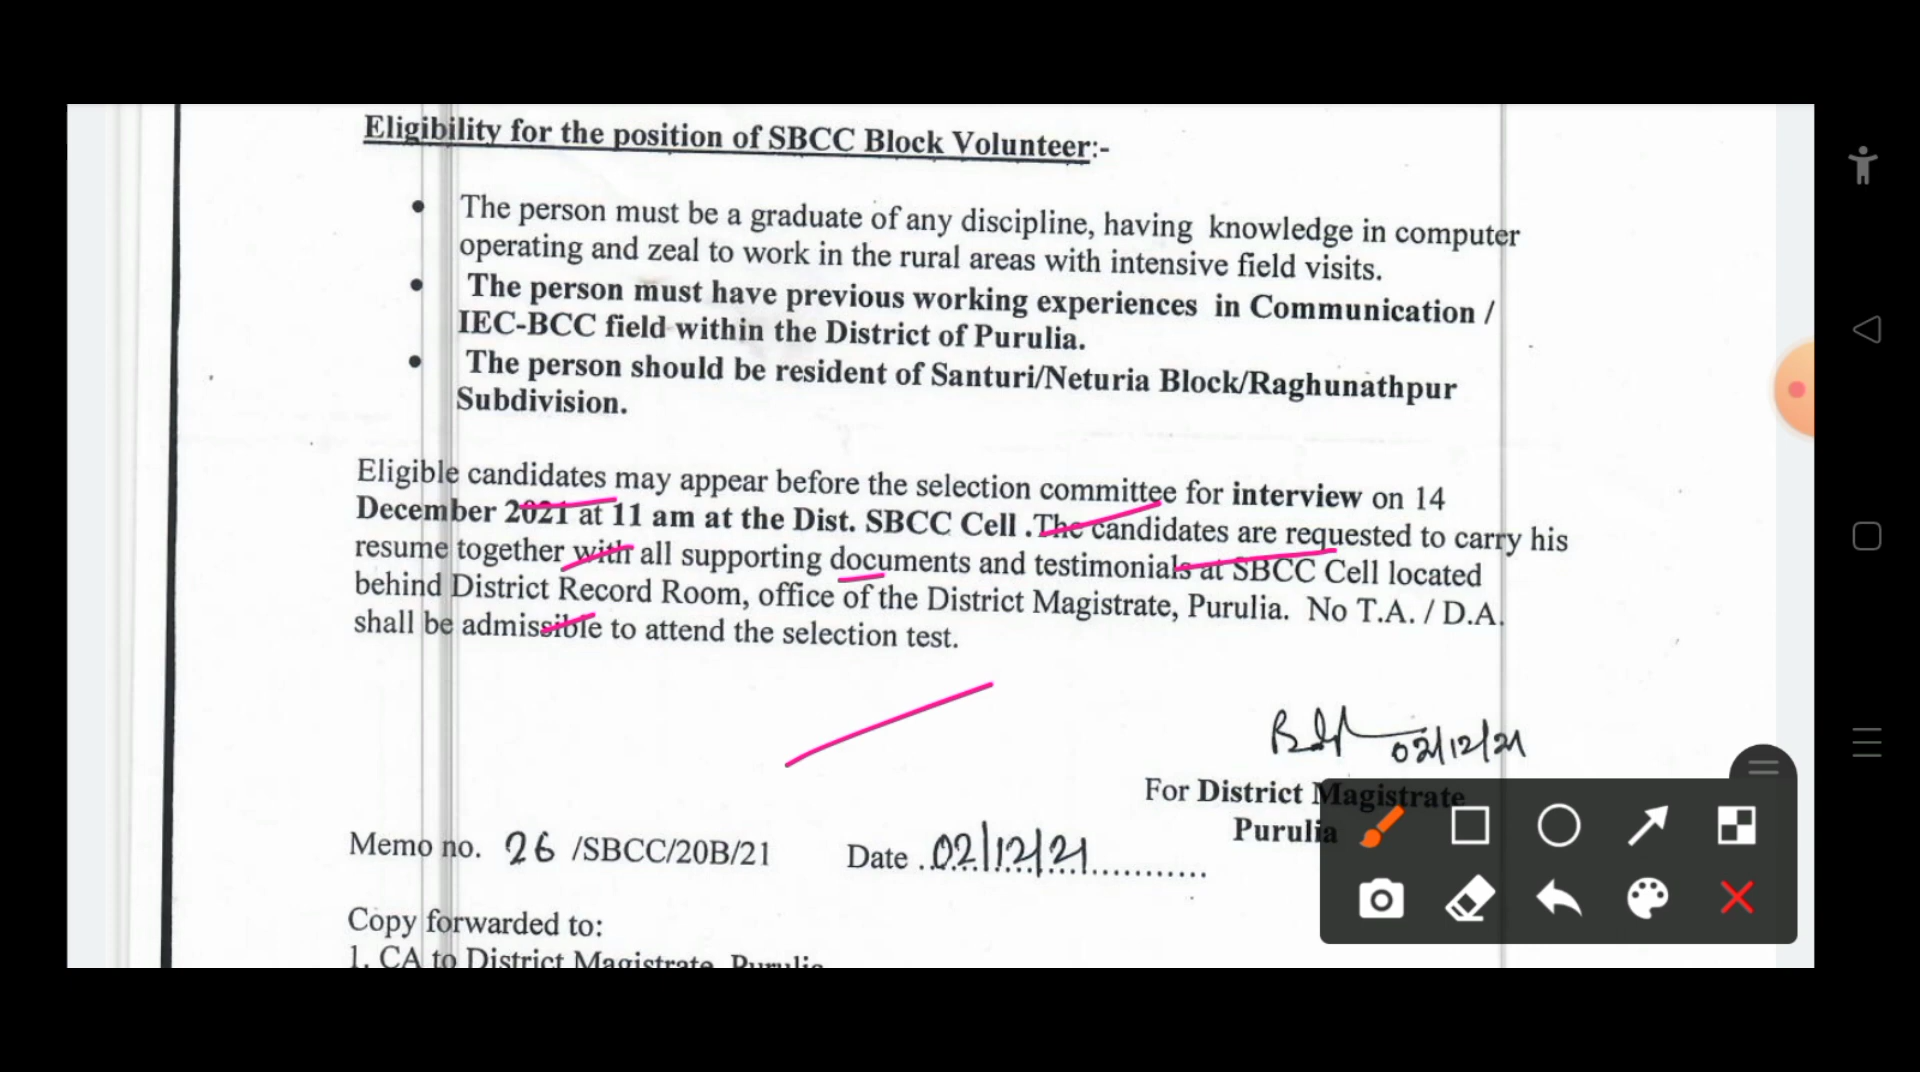 Eligibility for the position of SBCC Block Volunteer:-
• The person must be a graduate of any discipline, having knowledge in computer
operating and zeal to work in the rural areas with intensive field visits.
• The person must have previous working experiences in Communication /
IEC-BCC field within the District of Purulia.
• The person should be resident of Santuri/Neturia Block/Raghunathpur
Subdivision.
Eligible candidates may appear before the selection committee for interview on 14
December 2021 at 11 am at the Dist. SBCC Cell .The candidates are requested to carry his
resume together with all supporting documents and testimonials at SBCC Cell located
behind District Record Room, office of the District Magistrate, Purulia. No T.A. / D.A.
shall be admissible to attend the selection test.
02/12/21
For District Magistrate
Purulia
Memo no. 26 /SBCC/20B/21 Date .02/12/21...........
Copy forwarded to:
1. CA to District Magistrate, Purulia